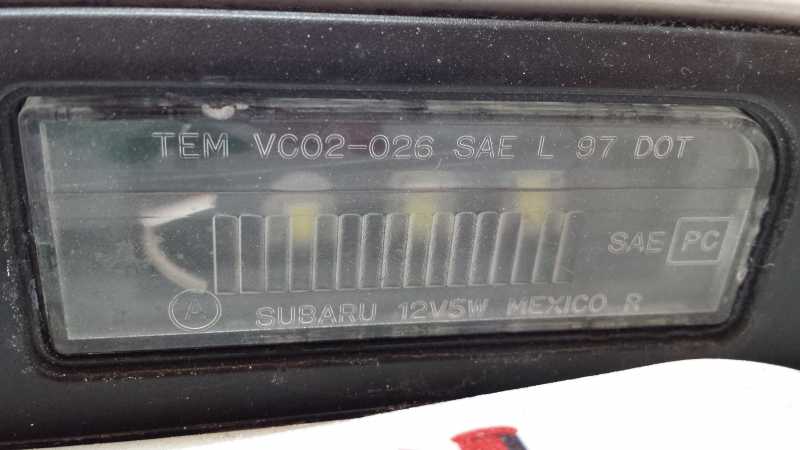 TEM VC02-026 SAE L 97 DOT
SAE PC
A SUBARU 12V5W MEXICO R